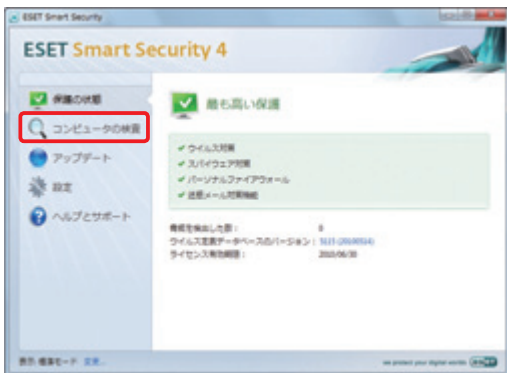 ESET Smart Security
ESET Smart Security 4
保護の状態
コンピュータの検査
アップデート
設定
ヘルプとサポート
最も高い保護
ウイルス対策
スパイウェア対策
パーソナルファイアウォール
迷惑メール対策機能
脅威を検出した数： 0
ウイルス定義データベースのバージョン： 5115 (20100514)
ライセンス有効期限： 2010/06/30
表示: 標準モード 変更...
we protect your digital worlds